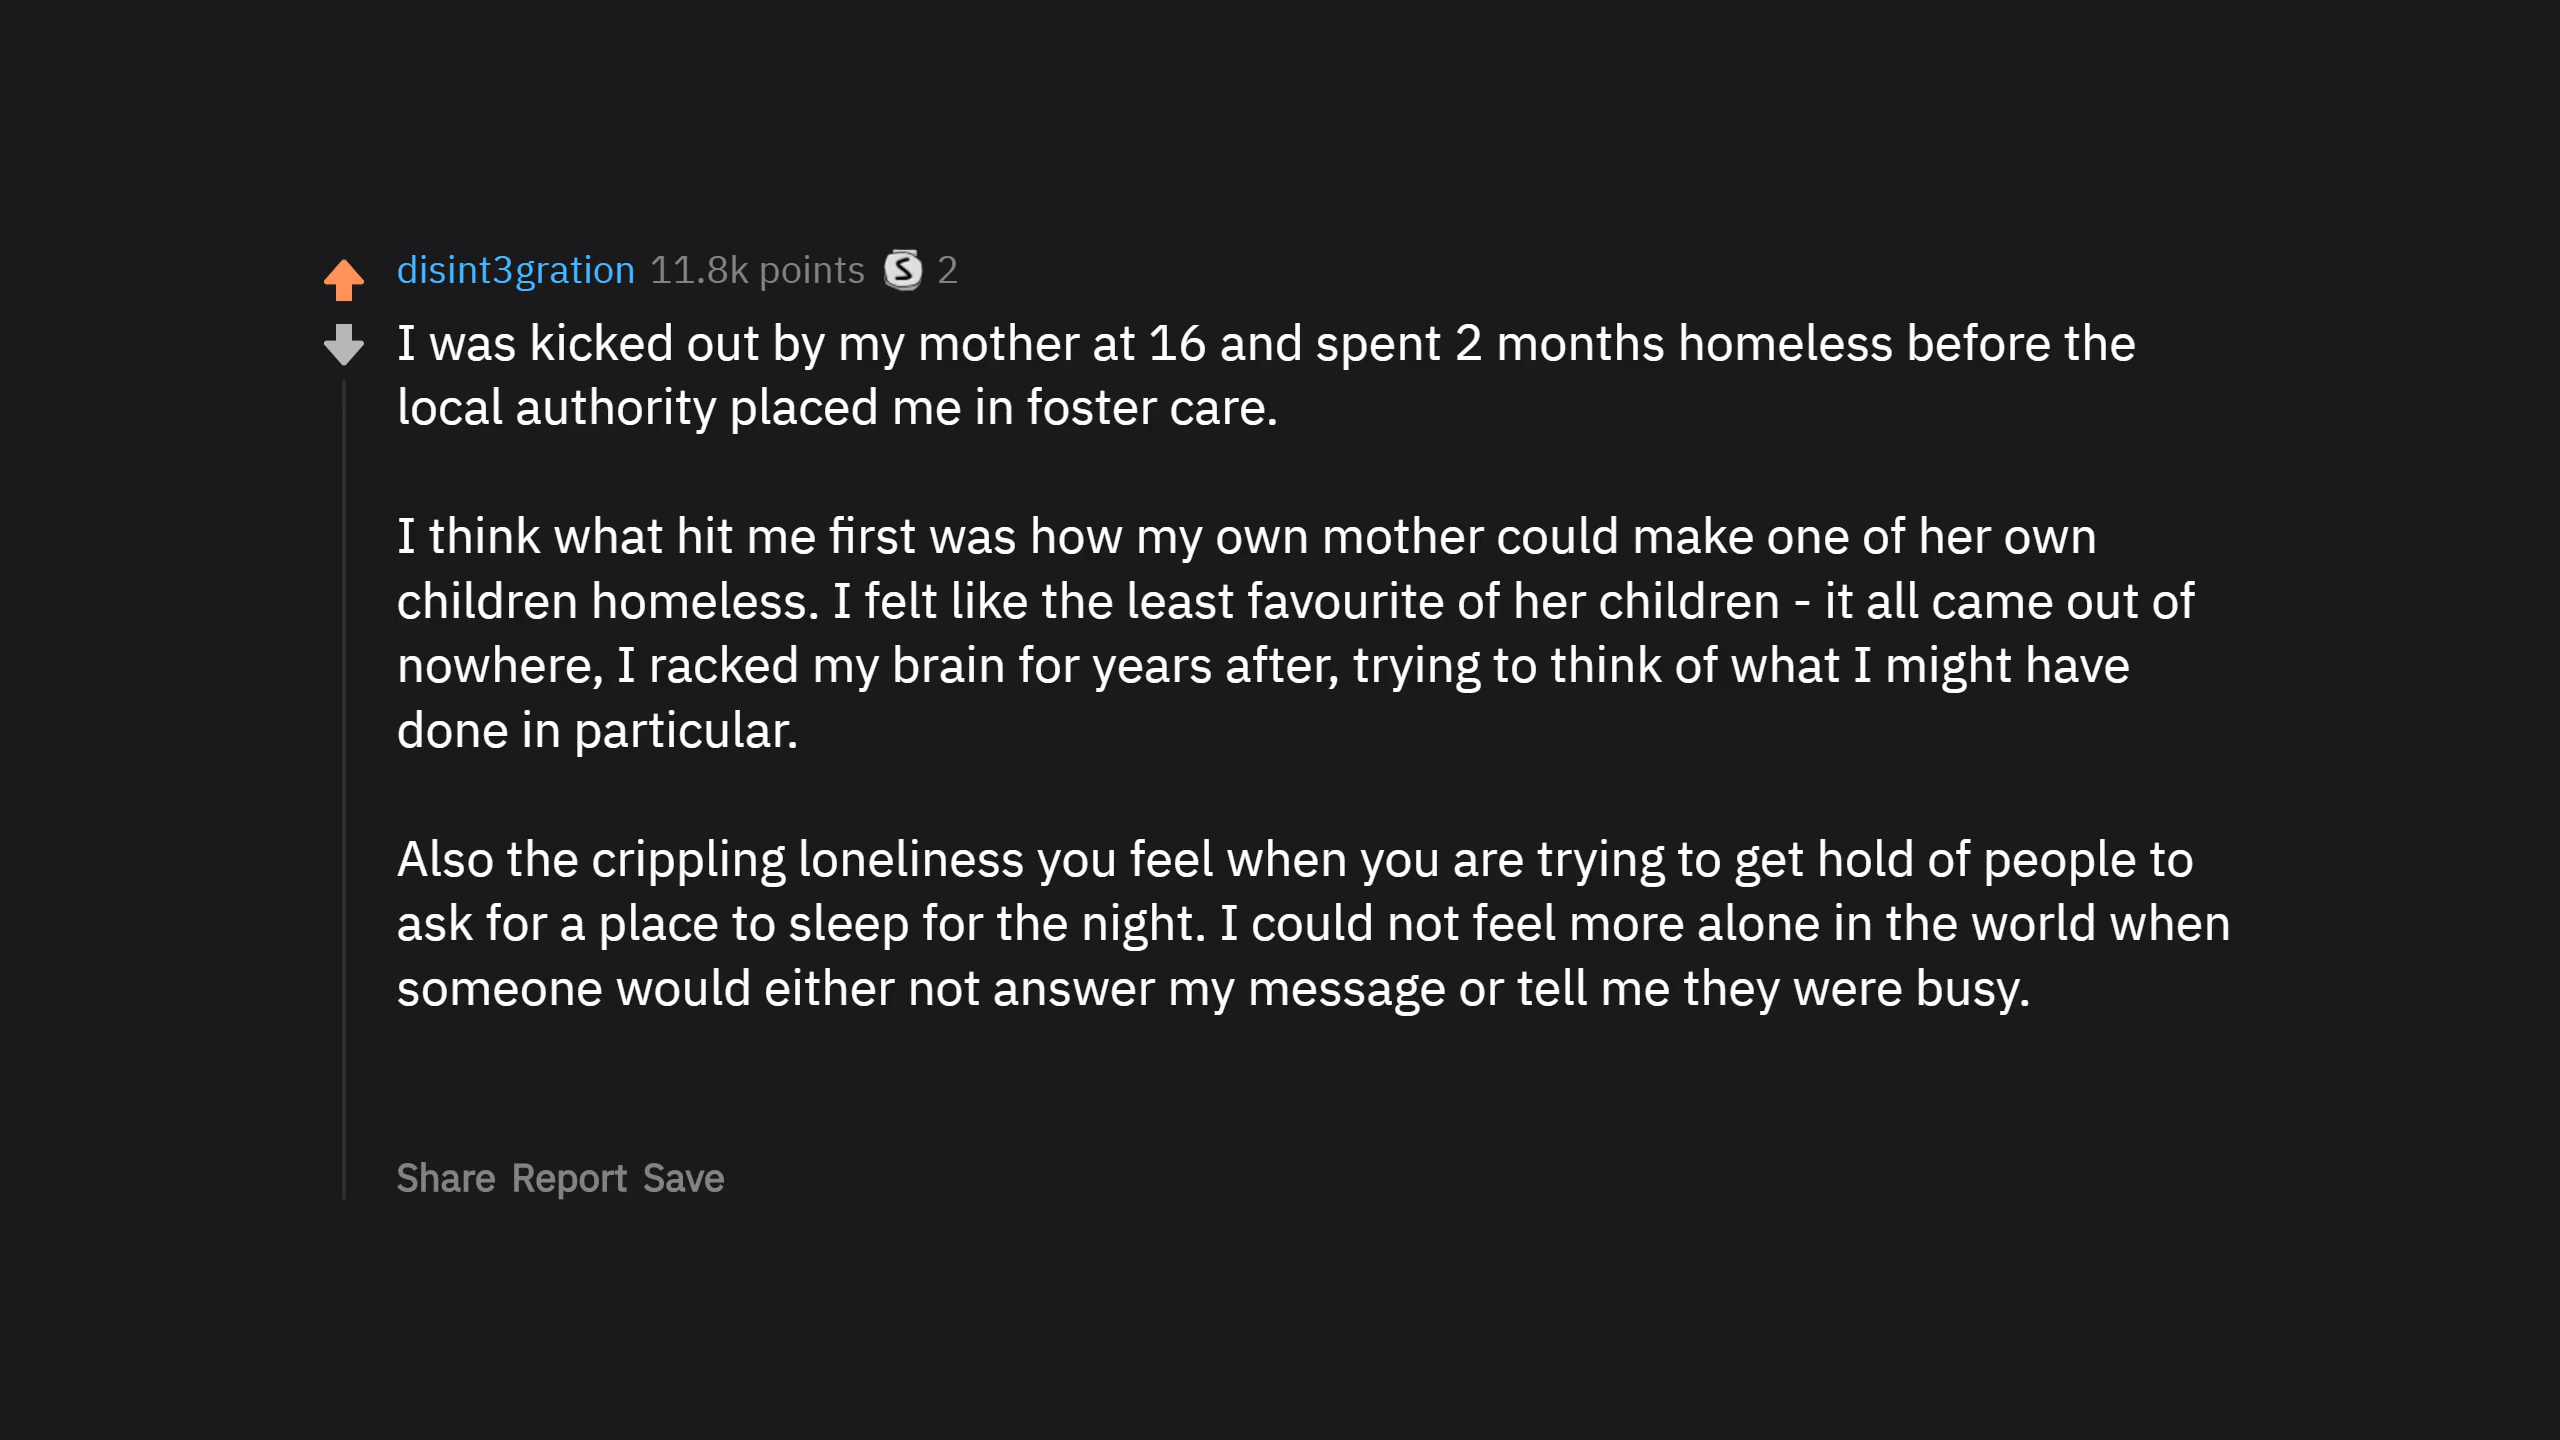 disint3gration 11.8k points S 2
I was kicked out by my mother at 16 and spent 2 months homeless before the
local authority placed me in foster care.
I think what hit me first was how my own mother could make one of her own
children homeless. I felt like the least favourite of her children - it all came out of
nowhere, I racked my brain for years after, trying to think of what I might have
done in particular.
Also the crippling loneliness you feel when you are trying to get hold of people to
ask for a place to sleep for the night. I could not feel more alone in the world when
someone would either not answer my message or tell me they were busy.
Share Report Save